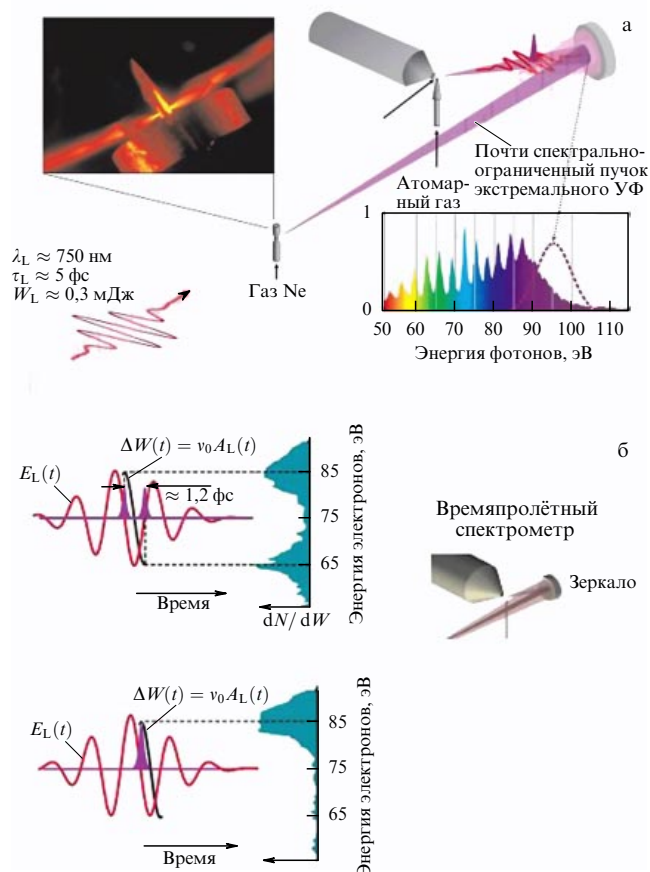 а
Почти спектрально-
ограниченный пучок
экстремального УФ
Атомар-
ный газ
λL ≈ 750 нм
τL ≈ 5 фс
WL ≈ 0,3 мДж
Газ Ne
1
0
50 60 70 80 90 100 110
Энергия фотонов, эВ
б
ΔW(t) = v0AL(t)
EL(t)
≈ 1,2 фс
85
75
65
Энергия электронов, эВ
Время
dN/dW
Времяпролётный
спектрометр
Зеркало
ΔW(t) = v0AL(t)
EL(t)
85
75
65
Энергия электронов, эВ
Время